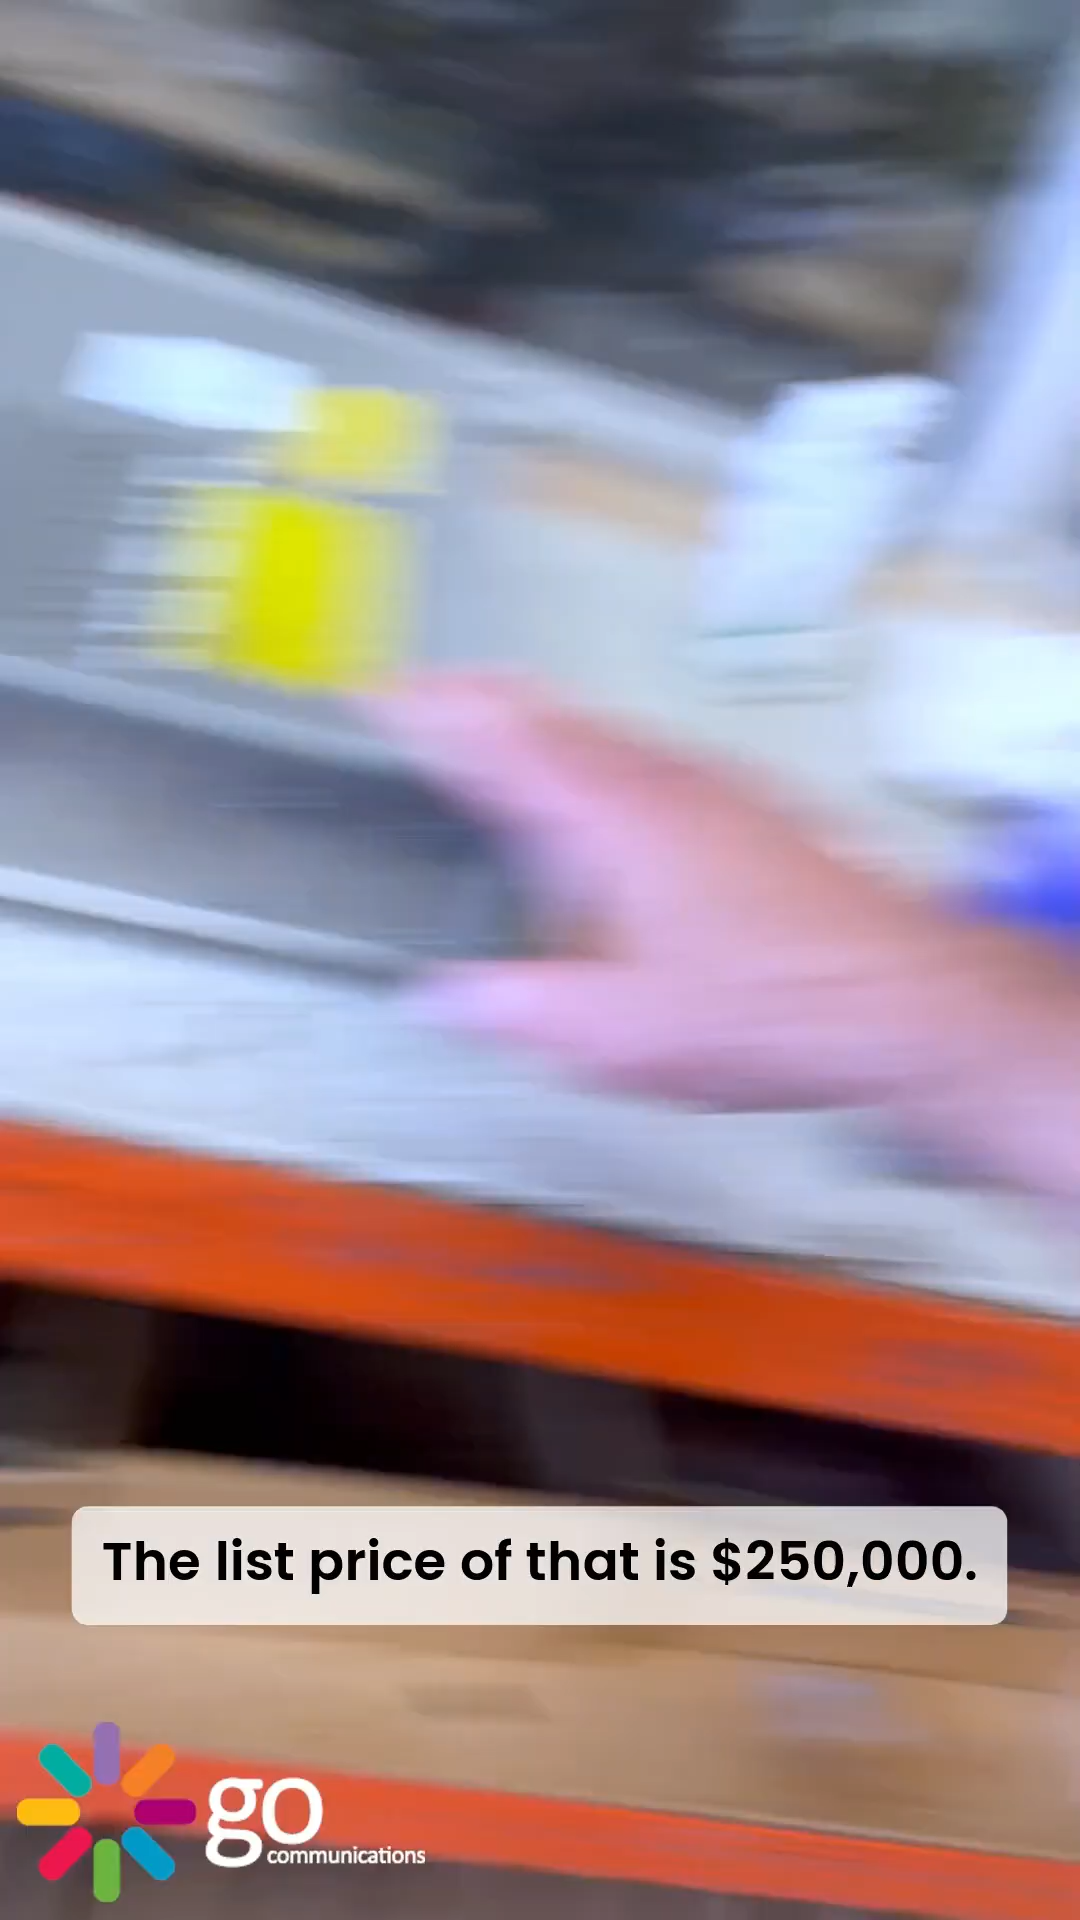 The list price of that is $250,000.
go
communications